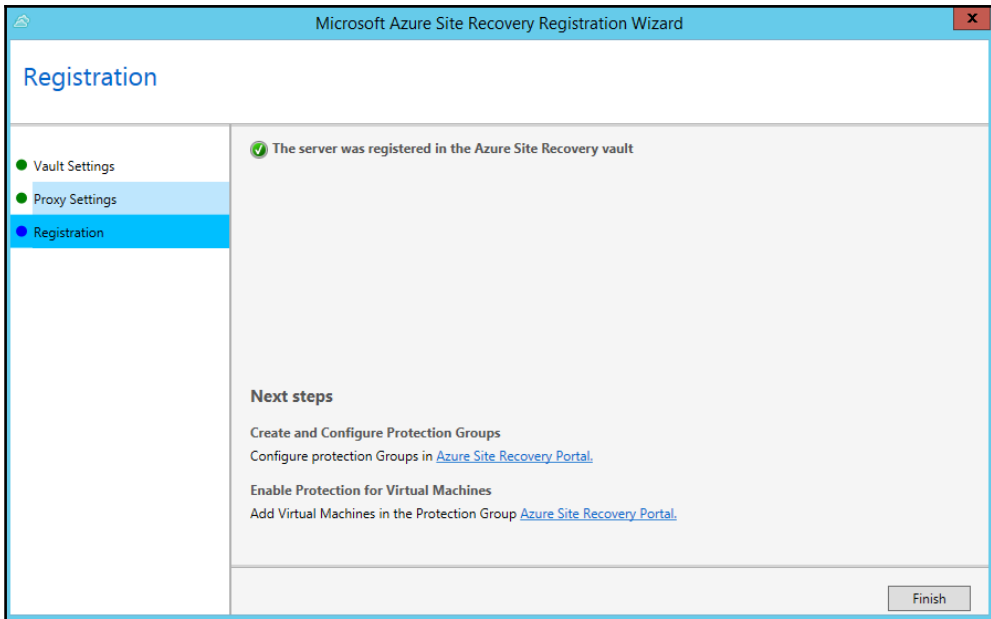 Microsoft Azure Site Recovery Registration Wizard
x
Registration
Vault Settings
Proxy Settings
Registration
The server was registered in the Azure Site Recovery vault
Next steps
Create and Configure Protection Groups
Configure protection Groups in Azure Site Recovery Portal.
Enable Protection for Virtual Machines
Add Virtual Machines in the Protection Group Azure Site Recovery Portal.
Finish